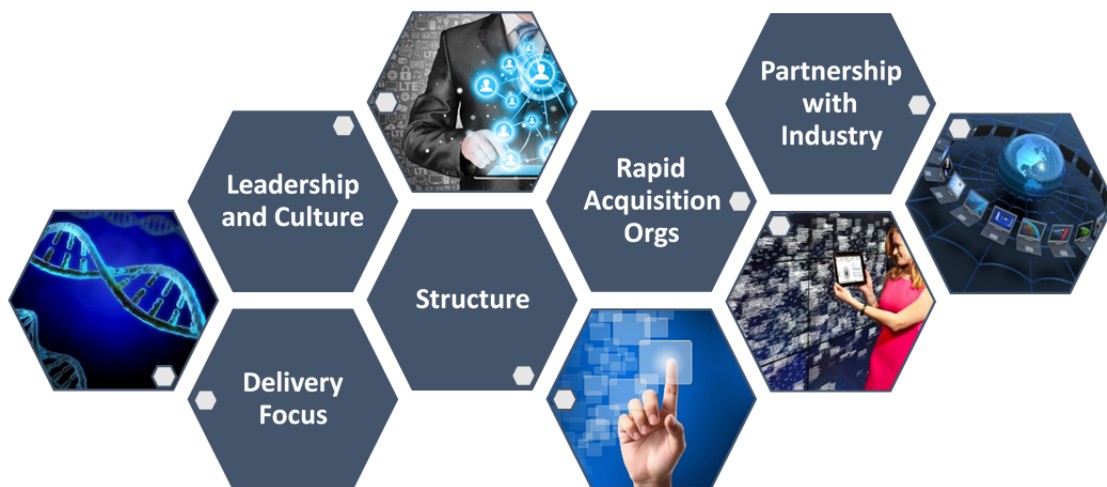 Leadership
and Culture
Delivery
Focus
Structure
Rapid
Acquisition
Orgs
Partnership
with
Industry